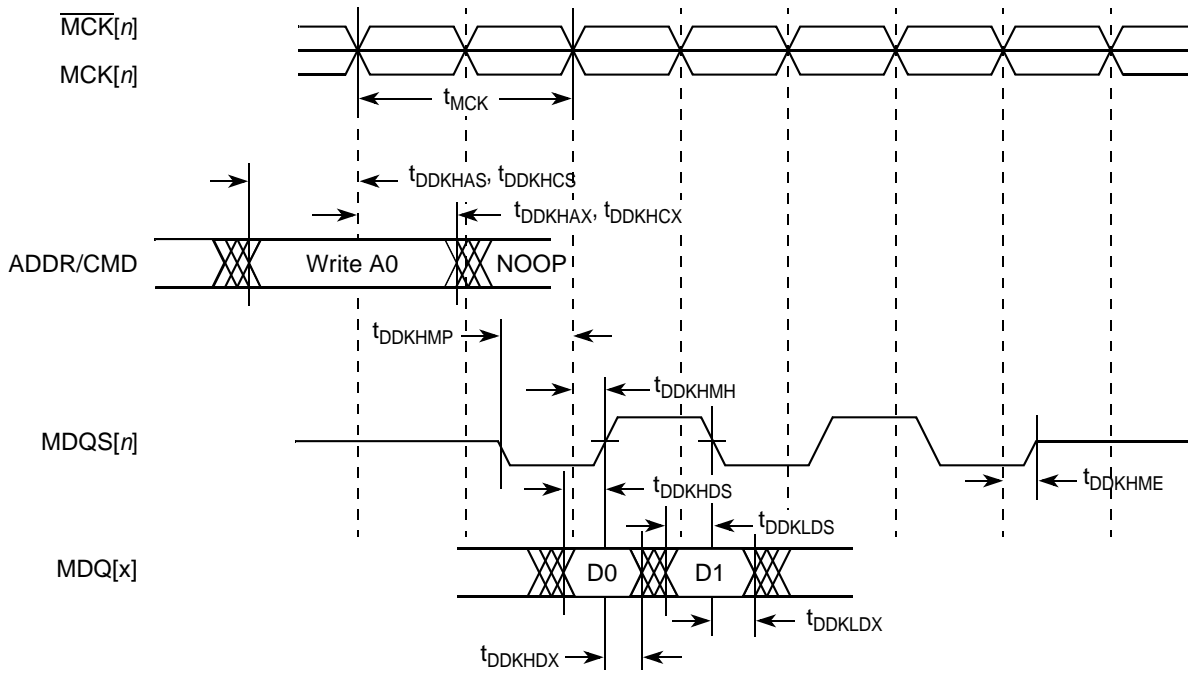 MCK[n]
MCK[n]
tMCK
tDDKHAS, tDDKHCS
tDDKHAX, tDDKHCX
ADDR/CMD
Write A0
NOOP
tDDKHMP
tDDKHMH
MDQS[n]
tDDKHDS
tDDKHME
tDDKLDS
MDQ[x]
D0
D1
tDDKLDX
tDDKHDX